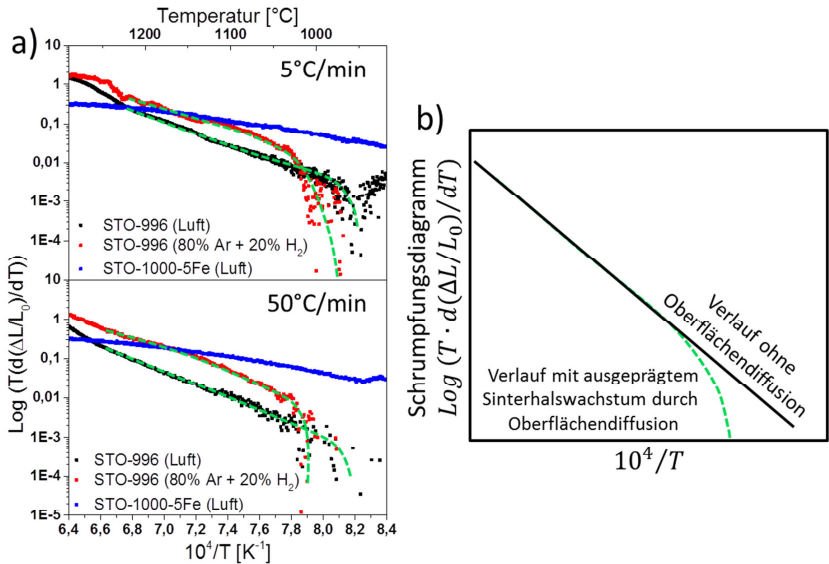 a)
Temperatur [°C]
1200 1100 1000
5°C/min
10
1
0,1
0,01
1E-3
1E-4
STO-996 (Luft)
STO-996 (80% Ar + 20% H₂)
STO-1000-5Fe (Luft)
Log (T(d(ΔL/L₀)/dT))
50°C/min
10
1
0,1
0,01
1E-3
1E-4
1E-5
STO-996 (Luft)
STO-996 (80% Ar + 20% H₂)
STO-1000-5Fe (Luft)
6,4 6,6 6,8 7,0 7,2 7,4 7,6 7,8 8,0 8,2 8,4
10⁴/T [K⁻¹]
b)
Schrumpfungsdiagramm
Log (T · d(ΔL/L₀)/dT)
Verlauf ohne
Oberflächendiffusion
Verlauf mit ausgeprägtem
Sinterhalswachstum durch
Oberflächendiffusion
10⁴/T